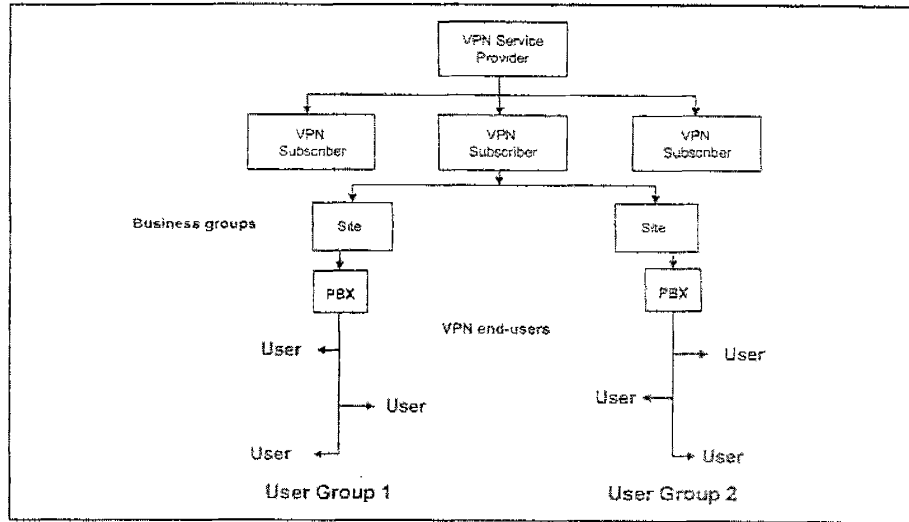 VPN Service
Provider
VPN
Subscriber
VPN
Subscriber
VPN
Subscriber
Business groups
Site
Site
PBX
PBX
VPN end-users
User
User
User
User
User
User
User Group 1
User Group 2